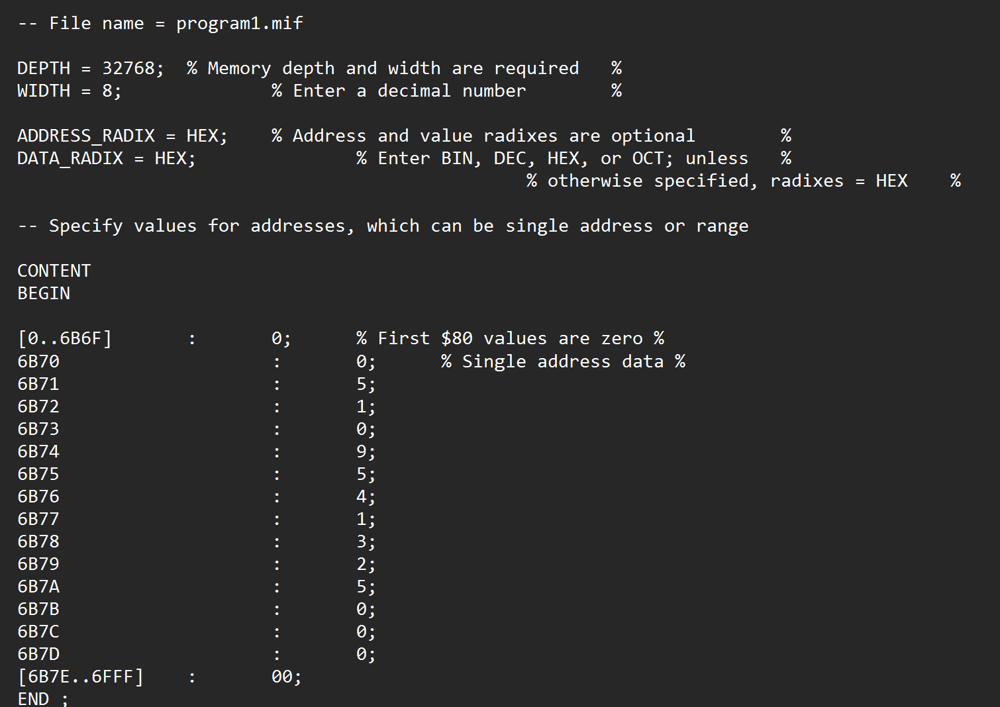 -- File name = program1.mif
DEPTH = 32768;  % Memory depth and width are required   %
WIDTH = 8;              % Enter a decimal number        %
ADDRESS_RADIX = HEX;    % Address and value radixes are optional        %
DATA_RADIX = HEX;               % Enter BIN, DEC, HEX, or OCT; unless   %
                                                % otherwise specified, radixes = HEX    %
-- Specify values for addresses, which can be single address or range
CONTENT
BEGIN
[0..6B6F]       :       0;      % First $80 values are zero %
6B70                    :       0;      % Single address data %
6B71                    :       5;
6B72                    :       1;
6B73                    :       0;
6B74                    :       9;
6B75                    :       5;
6B76                    :       4;
6B77                    :       1;
6B78                    :       3;
6B79                    :       2;
6B7A                    :       5;
6B7B                    :       0;
6B7C                    :       0;
6B7D                    :       0;
[6B7E..6FFF]    :       00;
END ;